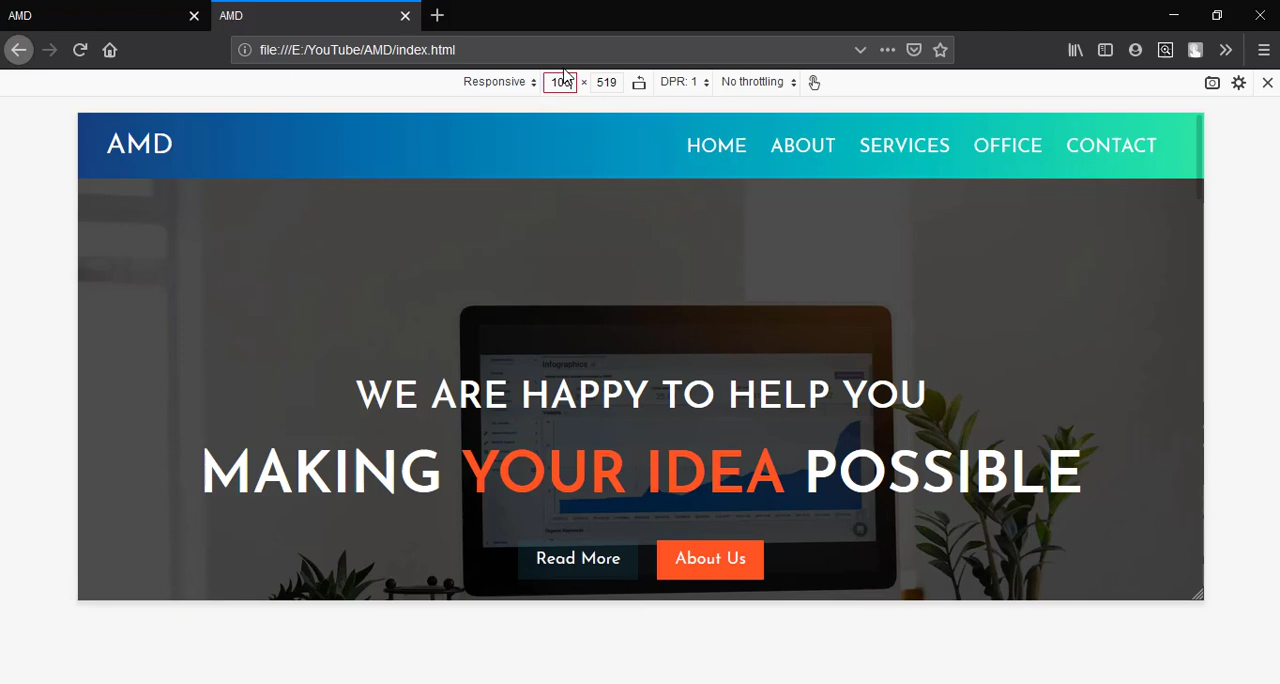 AMD
AMD
file:///E:/YouTube/AMD/index.html
Responsive × 519 DPR: 1 No throttling
AMD HOME ABOUT SERVICES OFFICE CONTACT
infographics
WE ARE HAPPY TO HELP YOU
MAKING YOUR IDEA POSSIBLE
Read More About Us